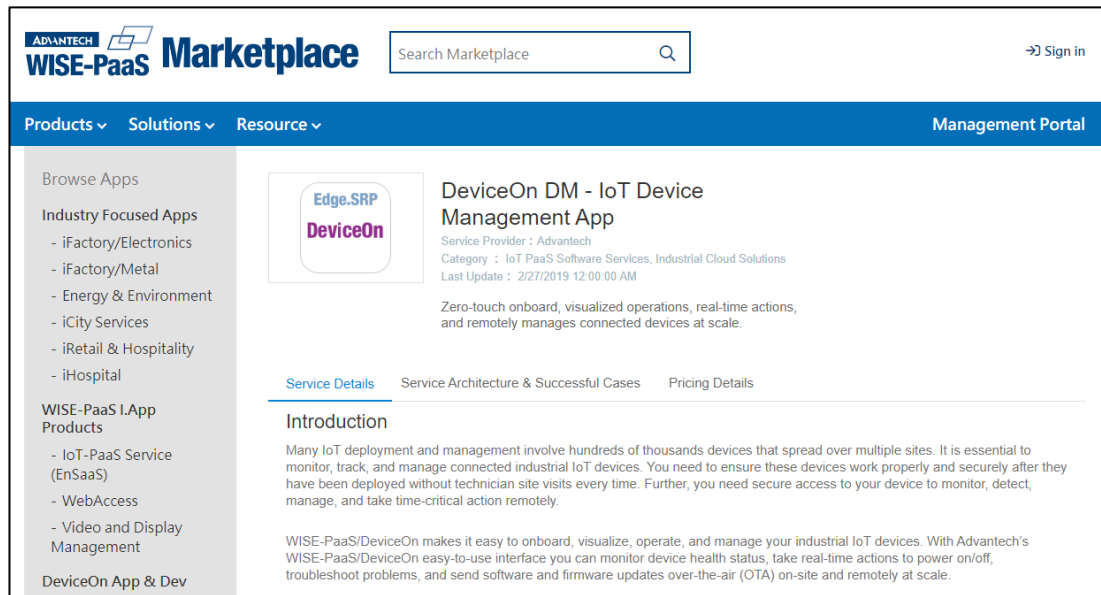 ADVANTECH
WISE-PaaS Marketplace
Search Marketplace
Sign in
Products
Solutions
Resource
Management Portal
Browse Apps
Industry Focused Apps
- iFactory/Electronics
- iFactory/Metal
- Energy & Environment
- iCity Services
- iRetail & Hospitality
- iHospital
WISE-PaaS I.App
Products
- IoT-PaaS Service
(EnSaaS)
- WebAccess
- Video and Display
Management
DeviceOn App & Dev
Edge.SRP
DeviceOn
DeviceOn DM - IoT Device
Management App
Service Provider : Advantech
Category : IoT PaaS Software Services, Industrial Cloud Solutions
Last Update : 2/27/2019 12:00:00 AM
Zero-touch onboard, visualized operations, real-time actions,
and remotely manages connected devices at scale.
Service Details
Service Architecture & Successful Cases
Pricing Details
Introduction
Many IoT deployment and management involve hundreds of thousands devices that spread over multiple sites. It is essential to
monitor, track, and manage connected industrial IoT devices. You need to ensure these devices work properly and securely after they
have been deployed without technician site visits every time. Further, you need secure access to your device to monitor, detect,
manage, and take time-critical action remotely.
WISE-PaaS/DeviceOn makes it easy to onboard, visualize, operate, and manage your industrial IoT devices. With Advantech's
WISE-PaaS/DeviceOn easy-to-use interface you can monitor device health status, take real-time actions to power on/off,
troubleshoot problems, and send software and firmware updates over-the-air (OTA) on-site and remotely at scale.